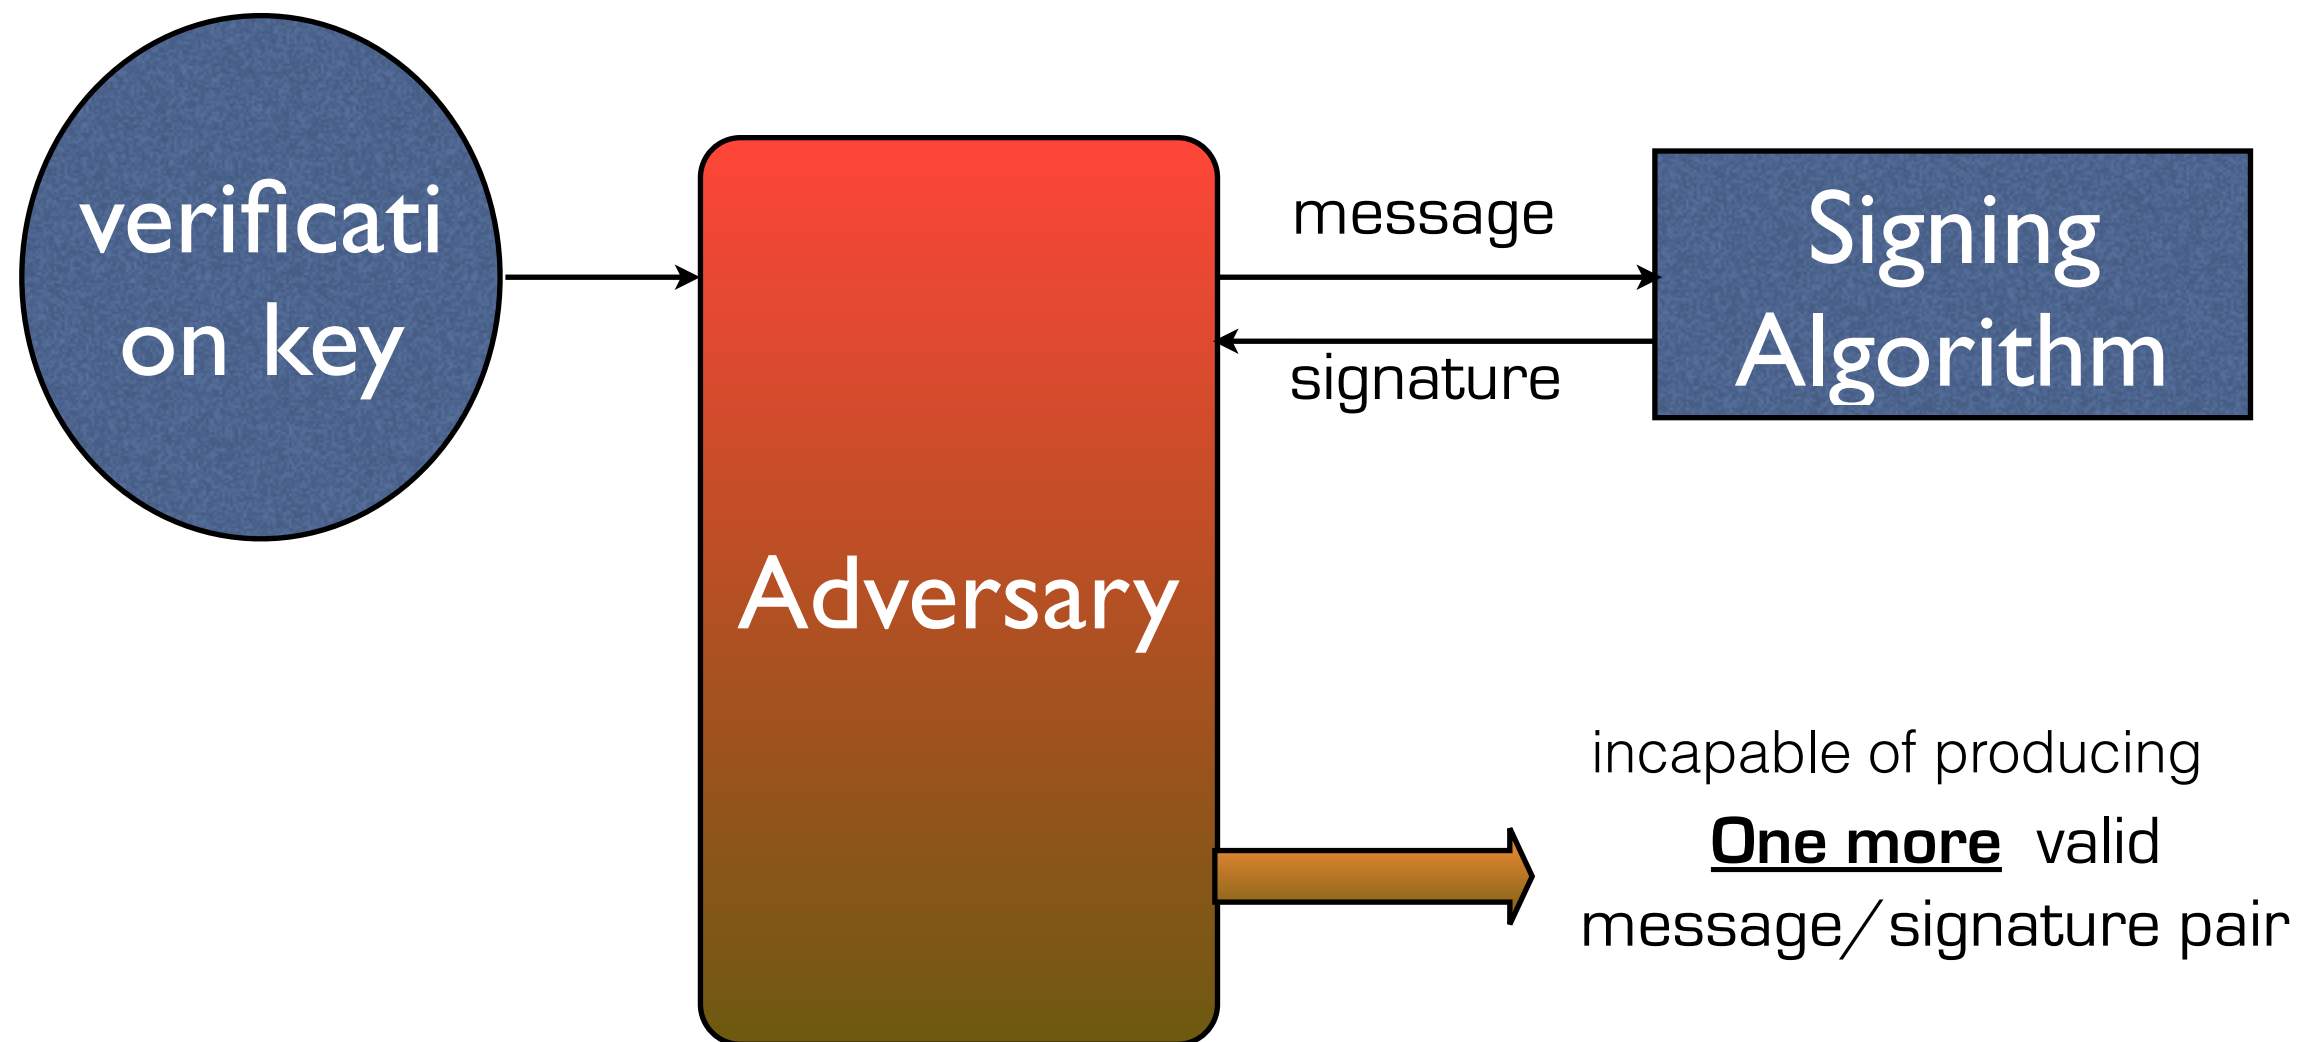 verificati
on key
Adversary
message
signature
Signing
Algorithm
incapable of producing
One more valid
message/signature pair